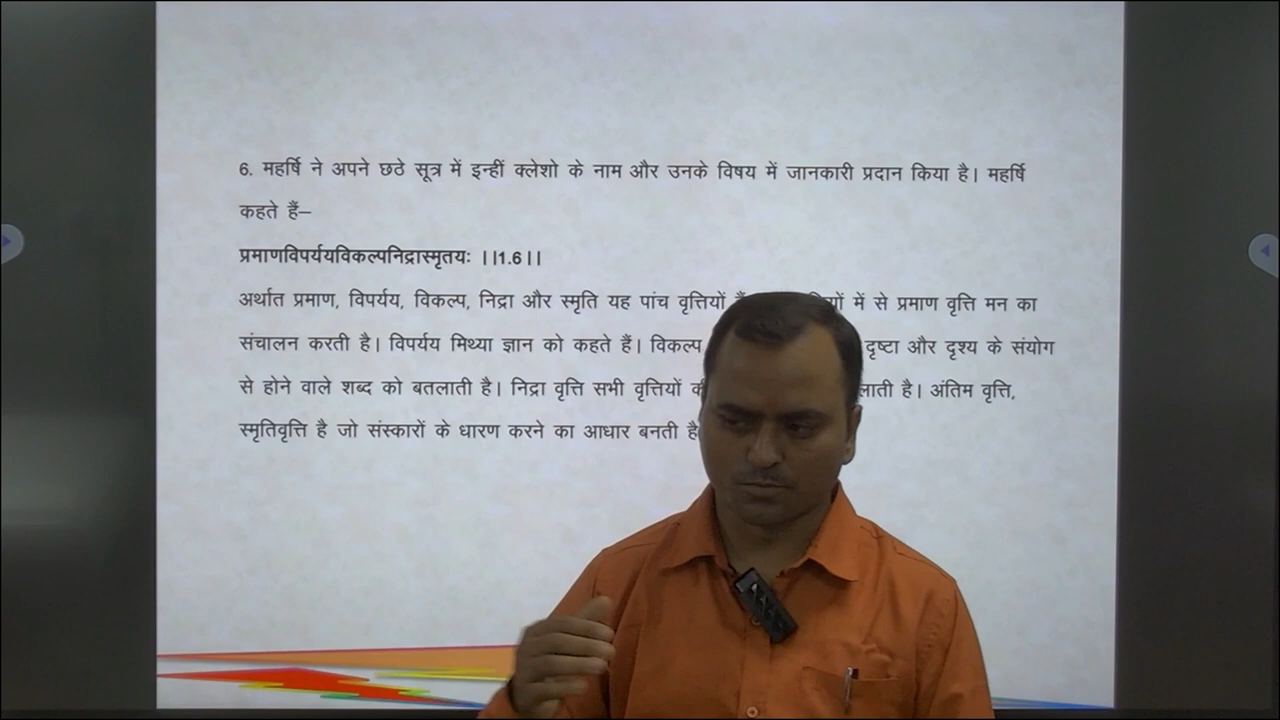 6. महर्षि ने अपने छठे सूत्र में इन्हीं क्लेशो के नाम और उनके विषय में जानकारी प्रदान किया है। महर्षि
कहते हैं–
प्रमाणविपर्ययविकल्पनिद्रास्मृतयः ।।1.6।।
अर्थात प्रमाण, विपर्यय, विकल्प, निद्रा और स्मृति यह पांच वृत्तियों में से प्रमाण वृत्ति मन का
संचालन करती है। विपर्यय मिथ्या ज्ञान को कहते हैं। विकल्प दृष्टा और दृश्य के संयोग
से होने वाले शब्द को बतलाती है। निद्रा वृत्ति सभी वृत्तियों है। अंतिम वृत्ति,
स्मृतिवृत्ति है जो संस्कारों के धारण करने का आधार बनती